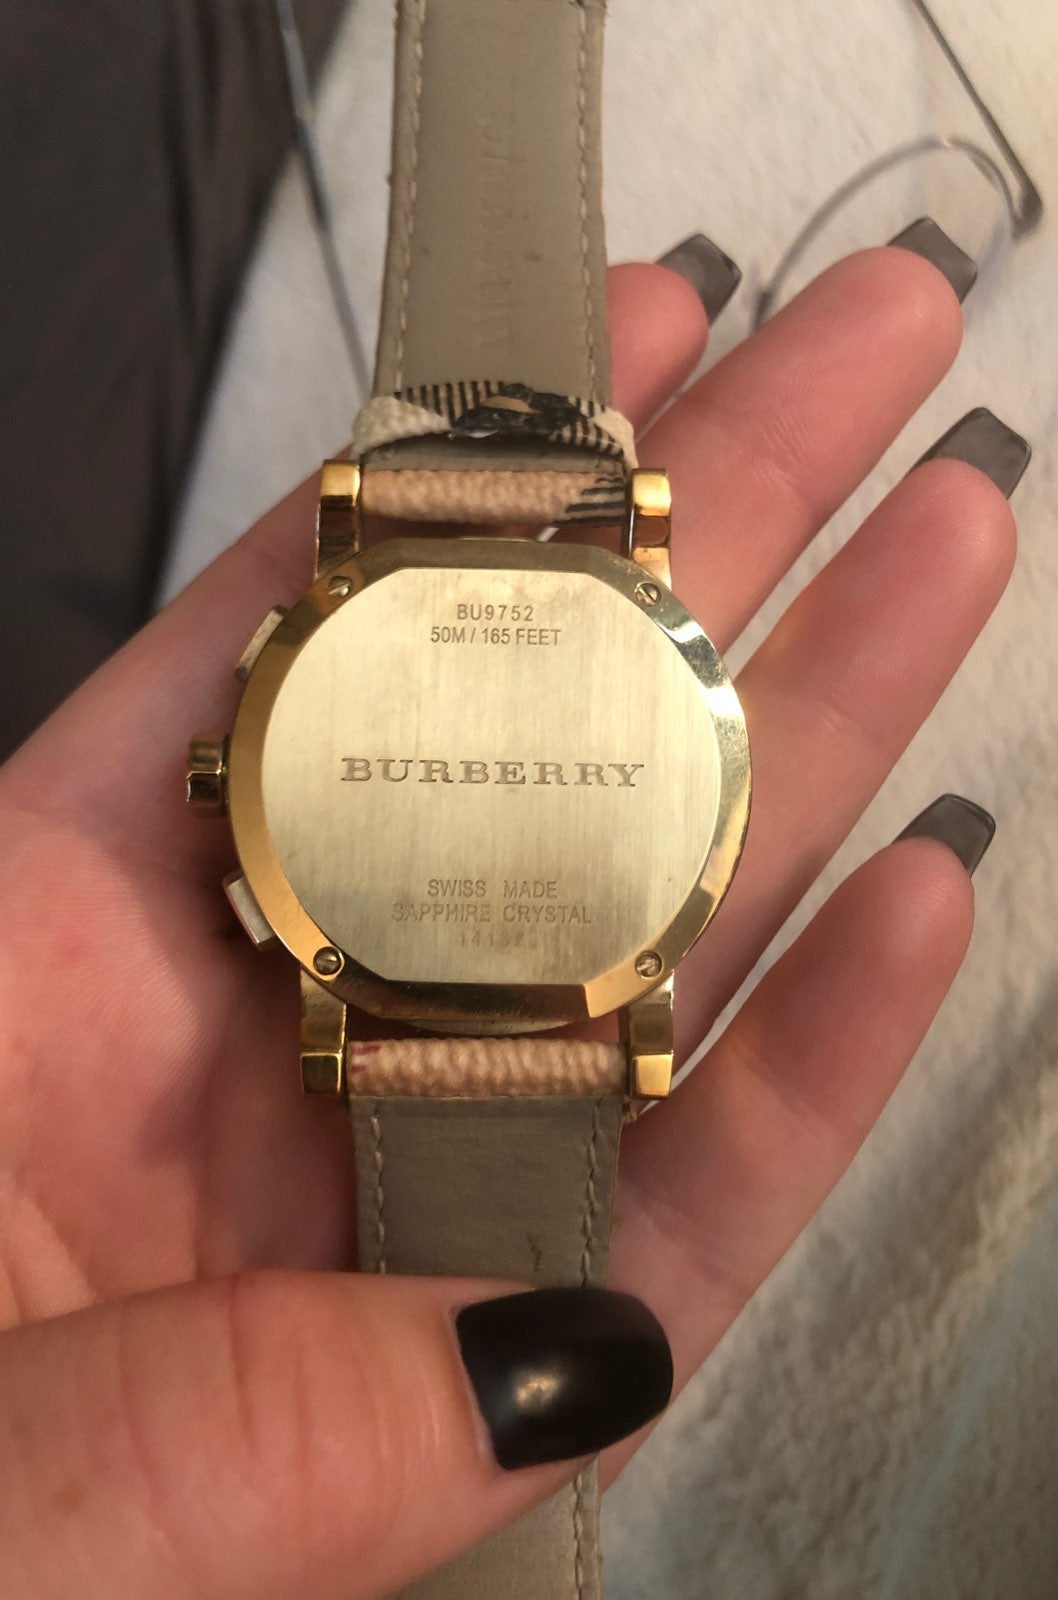 BU9752
50M / 165 FEET
BURBERRY
SWISS MADE
SAPPHIRE CRYSTAL